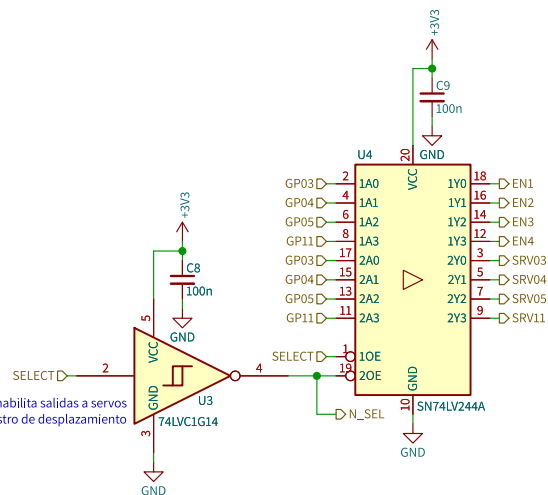 +3V3
C9
100n
GND
U4
20
VCC
GP03 2 1A0 1Y0 18 EN1
GP04 4 1A1 1Y1 16 EN2
GP05 6 1A2 1Y2 14 EN3
GP11 8 1A3 1Y3 12 EN4
GP03 17 2A0 2Y0 3 SRV03
GP04 15 2A1 2Y1 5 SRV04
GP05 13 2A2 2Y2 7 SRV05
GP11 11 2A3 2Y3 9 SRV11
SELECT 1 1OE
19 2OE
GND
10
SN74LV244A
GND
N_SEL
+3V3
C8
100n
GND
5
VCC
SELECT 2
4
GND
U3
74LVC1G14
3
GND
salidas a servos
de desplazamiento